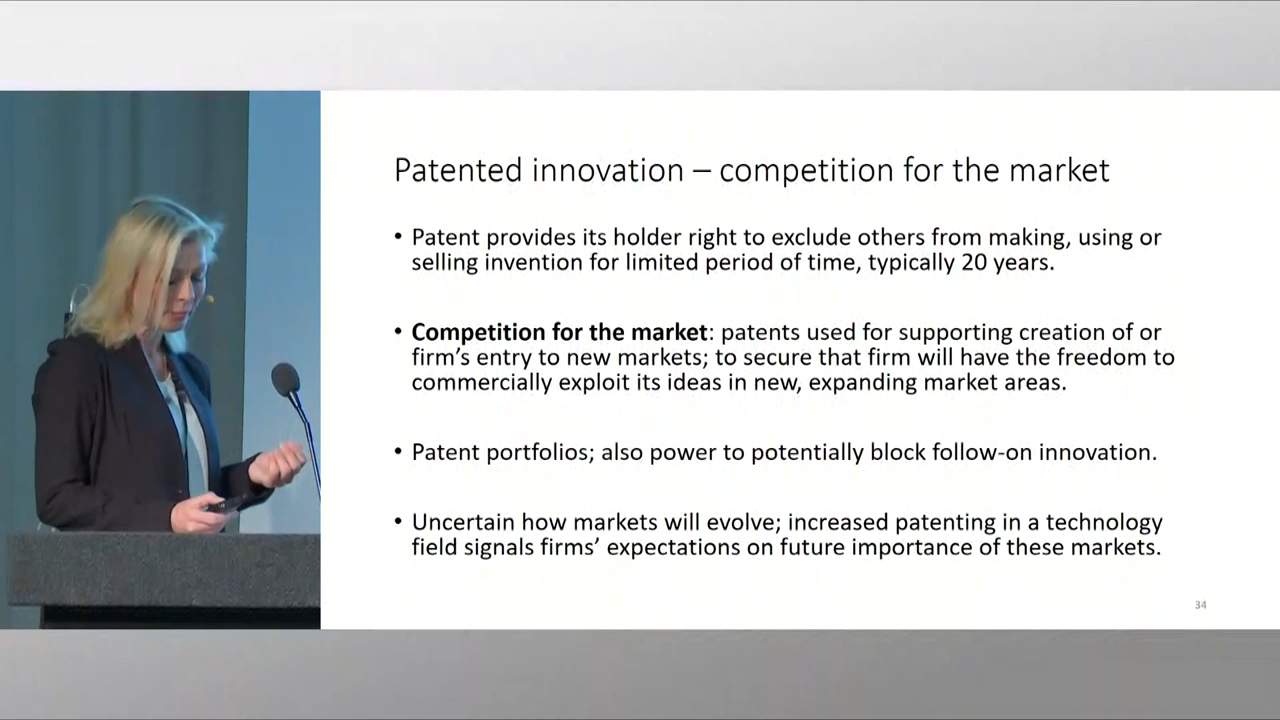 Patented innovation – competition for the market
• Patent provides its holder right to exclude others from making, using or
selling invention for limited period of time, typically 20 years.
• Competition for the market: patents used for supporting creation of or
firm’s entry to new markets; to secure that firm will have the freedom to
commercially exploit its ideas in new, expanding market areas.
• Patent portfolios; also power to potentially block follow-on innovation.
• Uncertain how markets will evolve; increased patenting in a technology
field signals firms’ expectations on future importance of these markets.
34